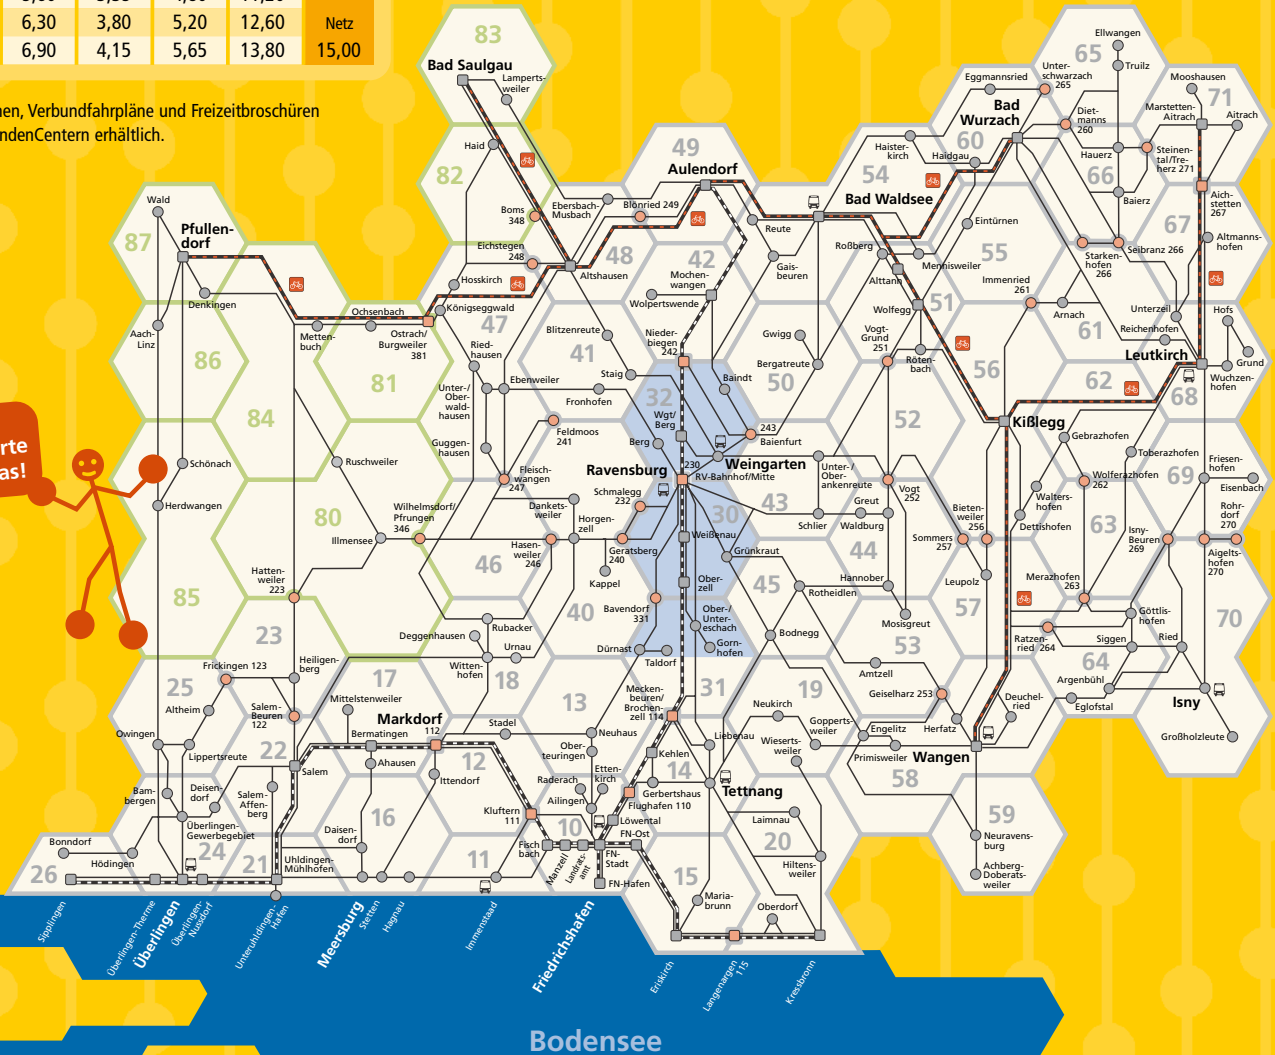 6,30 3,80 5,20 12,60 Netz
6,90 4,15 5,65 13,80 15,00
nen, Verbundfahrpläne und Freizeitbroschüren
ndenCentern erhältlich.
rte
as!
83
Bad Saulgau
Lamperts-
weiler
Haid
82
Boms
348
Eichstegen
248
Hosskirch
Königseggwald
Ebersbach-
Musbach
Altshausen
Blönried 249
49
Aulendorf
48
42
Mochen-
wangen
Wolpertswende
Nieder-
biegen
242
Reute
Gais-
beuren
54
Haister-
kirch
Bad Waldsee
Roßberg
60
Haidgau
Bad
Wurzach
Eggmannsried
Unter-
schwarzach
265
65
Ellwangen
Truilz
Diet-
manns
260
Hauerz
66
Baierz
Steinen-
tal/Tre-
herz 271
Mooshausen
71
Marstetten-
Aitrach
Aitrach
Aich-
stetten
267
67
Altmanns-
hofen
Seibranz 266
Starken-
hofen
266
Eintürnen
55
Mennisweiler
Altann
51
Wolfegg
Immenried
261
Arnach
61
Unterzeil
Reichenhofen
Hofs
Grund
Leutkirch
Wuchzen-
hofen
68
62
Wald
87
Pfullen-
dorf
Denkingen
Aach-
Linz
86
84
81
Ochsenbach
Metten-
buch
Ostrach/
Burgweiler
381
47
Ried-
hausen
Unter-/
Ober-
wald-
hausen
Ebenweiler
Guggen-
hausen
Blitzenreute
41
Staig
Fronhofen
Feldmoos
241
Fleisch-
wangen
247
Gwigg
Bergatreute
50
Vogt-
Grund
251
Röten-
bach
56
52
Kißlegg
Gebrazhofen
Toberazhofen
Wolferazhofen
262
69
Friesen-
hofen
Eisenbach
Rohr-
dorf
270
Aigelts-
hofen
270
32
Baindt
Wgt/
Berg
Berg
243
Baienfurt
Ravensburg
230
RV-Bahnhof/Mitte
Weingarten
Schmalegg
232
Unter-/
Ober-
ankenreute
43
30
Schlier
Greut
Waldburg
Vogt
252
Schönach
Herdwangen
Ruschweiler
80
Illmensee
Wilhelmsdorf/
Pfrungen
346
Dankets-
weiler
Horgen-
zell
Hasen-
weiler
246
46
Geratsberg
240
Kappel
40
Weißenau
Grünkraut
Ober-
zell
45
Rotheidlen
44
Hannober
Mosisgreut
Sommers
257
Bieten-
weiler
256
Walters-
hofen
Dettishofen
63
Isny-
Beuren
269
Merazhofen
263
Leupolz
57
70
85
Hatten-
weiler
223
23
Bavendorf
331
Ober-/
Unter-
eschach
Gorn-
hofen
Bodnegg
53
Amtzell
Ratzen-
ried 264
Göttlis-
hofen
Siggen
64
Ried
Argenbühl
Eglofstal
Isny
Großholzleute
Deggenhausen
Rubacker
Urnau
Witten-
hofen
18
Dürnast
Taldorf
Frickingen 123
25
Altheim
Heiligen-
berg
Salem-
Beuren
122
17
Mittelstenweiler
Markdorf
112
Stadel
13
Neuhaus
Ober-
teuringen
Mecken-
beuren/
Brochen-
zell 114
31
19
Neukirch
Wieserts-
weiler
Gopperts-
weiler
Geiselharz 253
Engelitz
Herfatz
Primisweiler
Deuchel-
ried
Wangen
58
Owingen
Lippertsreute
22
Salem
Bermatingen
Ahausen
Ittendorf
12
Kluftern
111
Raderach
Etten-
kirch
Ailingen
Liebenau
Kehlen
14
Gerbertshaus
Flughafen 110
Löwental
Tettnang
Laimnau
20
59
Neuravens-
burg
Achberg-
Doberats-
weiler
Bam-
bergen
Deisen-
dorf
Salem-
Affen-
berg
Überlingen-
Gewerbegebiet
24
21
Daisen-
dorf
16
11
Fisch
bach
10
Manzell
Landrats-
amt
FN-Ost
FN-
Stadt
FN-Hafen
15
Maria-
brunn
Hiltens-
weiler
Oberdorf
Bonndorf
26
Hödingen
Uhldingen-
Mühlhofen
Sipplingen
Überlingen-Therme
Überlingen
Überlingen-
Nussdorf
Unteruhldingen-
Hafen
Meersburg
Stetten
Hagnau
Immenstaad
Friedrichshafen
Eriskirch
Langenargen
115
Kressbronn
Bodensee